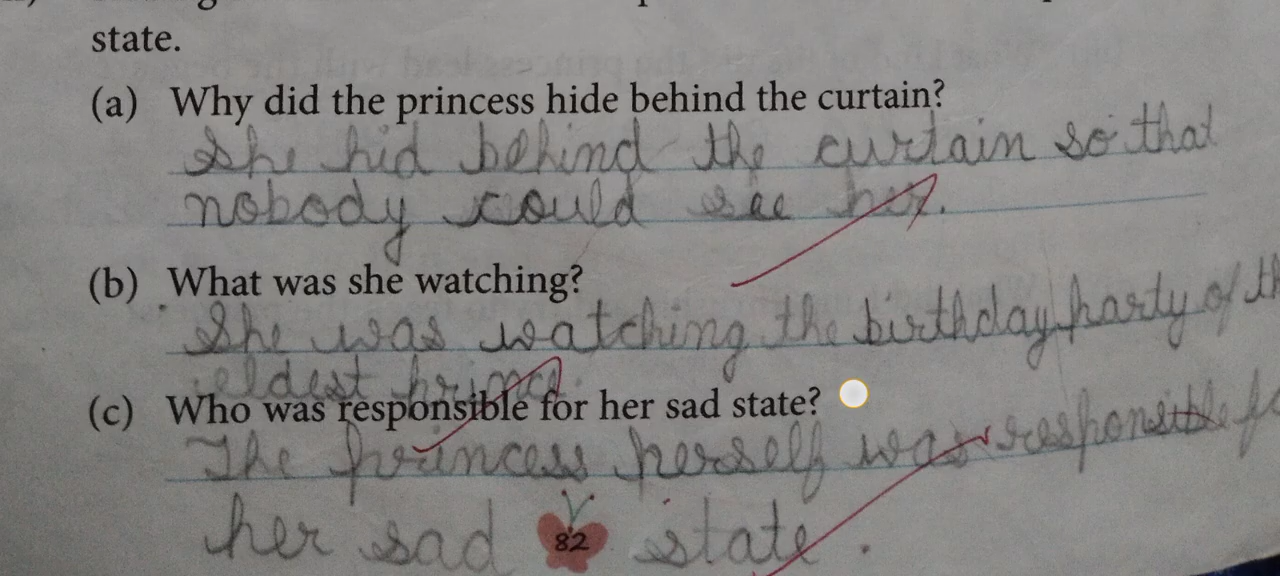 state.
(a) Why did the princess hide behind the curtain?
She hid behind the curtain so that
nobody could see her.
(b) What was she watching?
She was watching the birthday party of th
eldest prince.
(c) Who was responsible for her sad state?
The princess herself was responsible fo
her sad state.
82